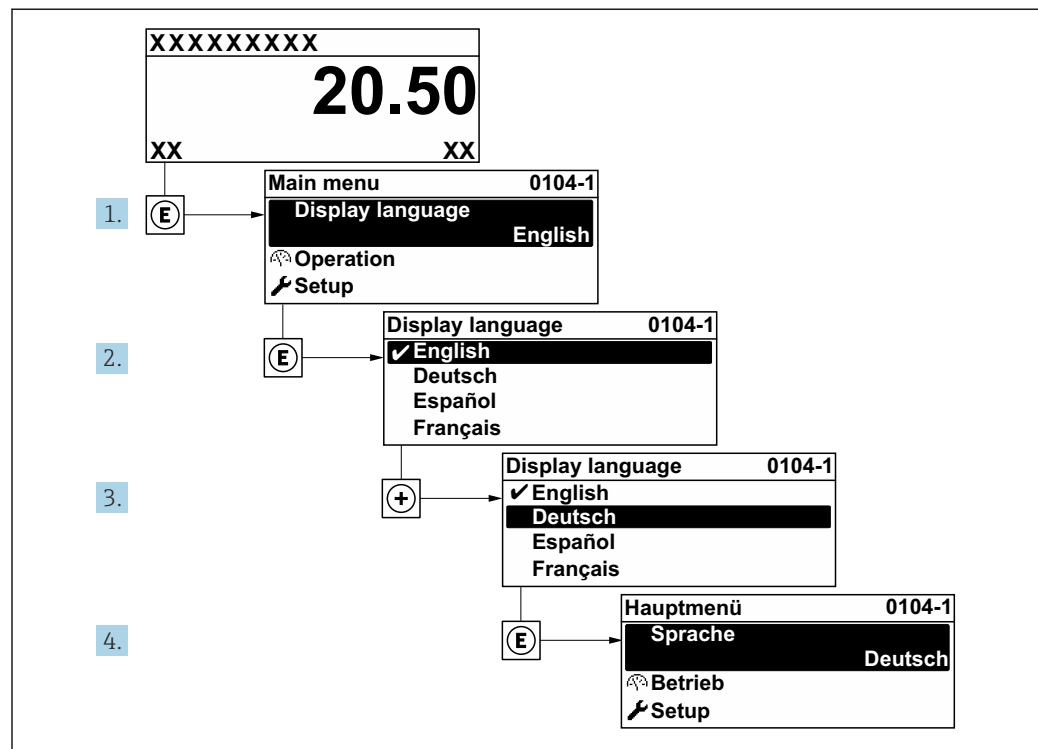 XXXXXXXXX
20.50
XX XX
1.
E
Main menu 0104-1
Display language
English
Operation
Setup
2.
E
Display language 0104-1
✔English
Deutsch
Español
Français
3.
+
Display language 0104-1
✔English
Deutsch
Español
Français
4.
E
Hauptmenü 0104-1
Sprache
Deutsch
Betrieb
Setup